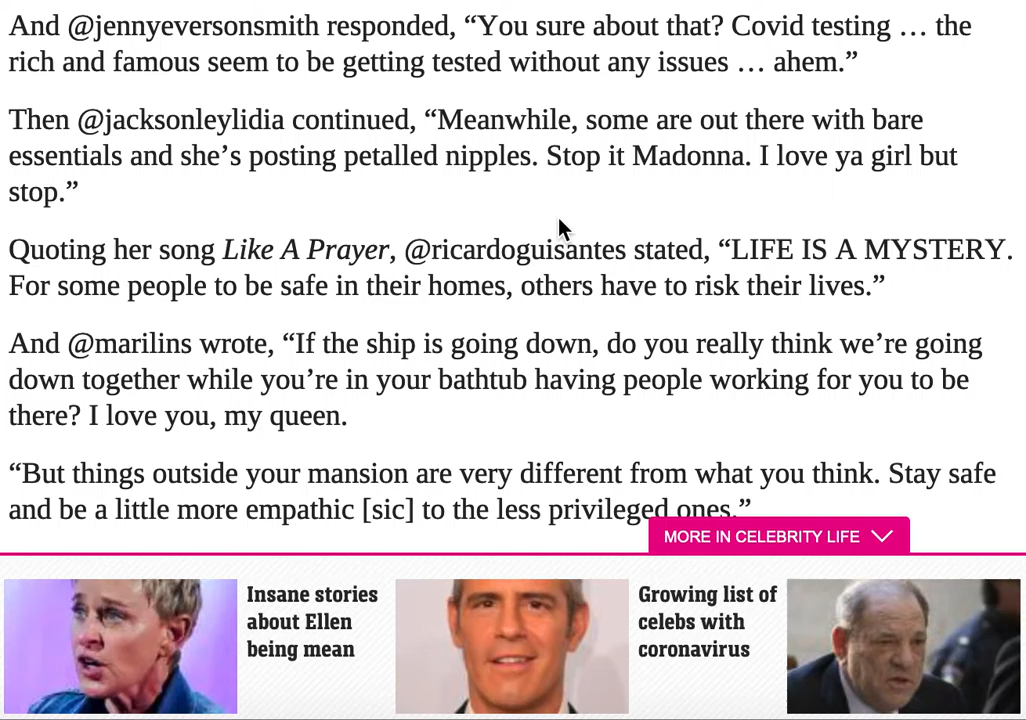 And @jennyeversonsmith responded, “You sure about that? Covid testing … the
rich and famous seem to be getting tested without any issues … ahem.”
Then @jacksonleylidia continued, “Meanwhile, some are out there with bare
essentials and she’s posting petalled nipples. Stop it Madonna. I love ya girl but
stop.”
Quoting her song Like A Prayer, @ricardoguisantes stated, “LIFE IS A MYSTERY.
For some people to be safe in their homes, others have to risk their lives.”
And @marilins wrote, “If the ship is going down, do you really think we’re going
down together while you’re in your bathtub having people working for you to be
there? I love you, my queen.
“But things outside your mansion are very different from what you think. Stay safe
and be a little more empathic [sic] to the less privileged ones.”
MORE IN CELEBRITY LIFE
Insane stories
about Ellen
being mean
Growing list of
celebs with
coronavirus